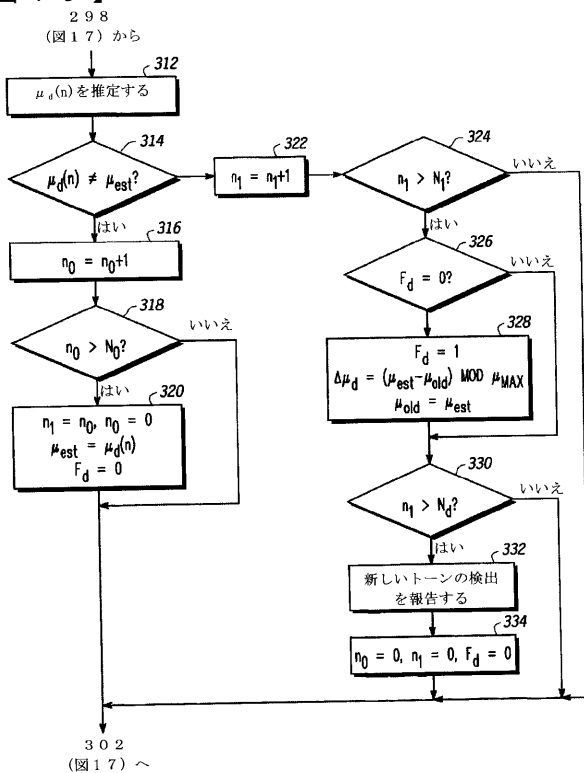 298
(図17)から
312
μd(n)を推定する
314
μd(n) ≠ μest?
はい
316
n0 = n0+1
318
n0 > N0?
いいえ
はい
320
n1 = n0, n0 = 0
μest = μd(n)
Fd = 0
322
n1 = n1+1
324
n1 > N1?
いいえ
はい
326
Fd = 0?
いいえ
328
Fd = 1
Δμd = (μest-μold) MOD μMAX
μold = μest
330
n1 > Nd?
いいえ
はい
332
新しいトーンの検出
を報告する
334
n0 = 0, n1 = 0, Fd = 0
302
(図17)へ